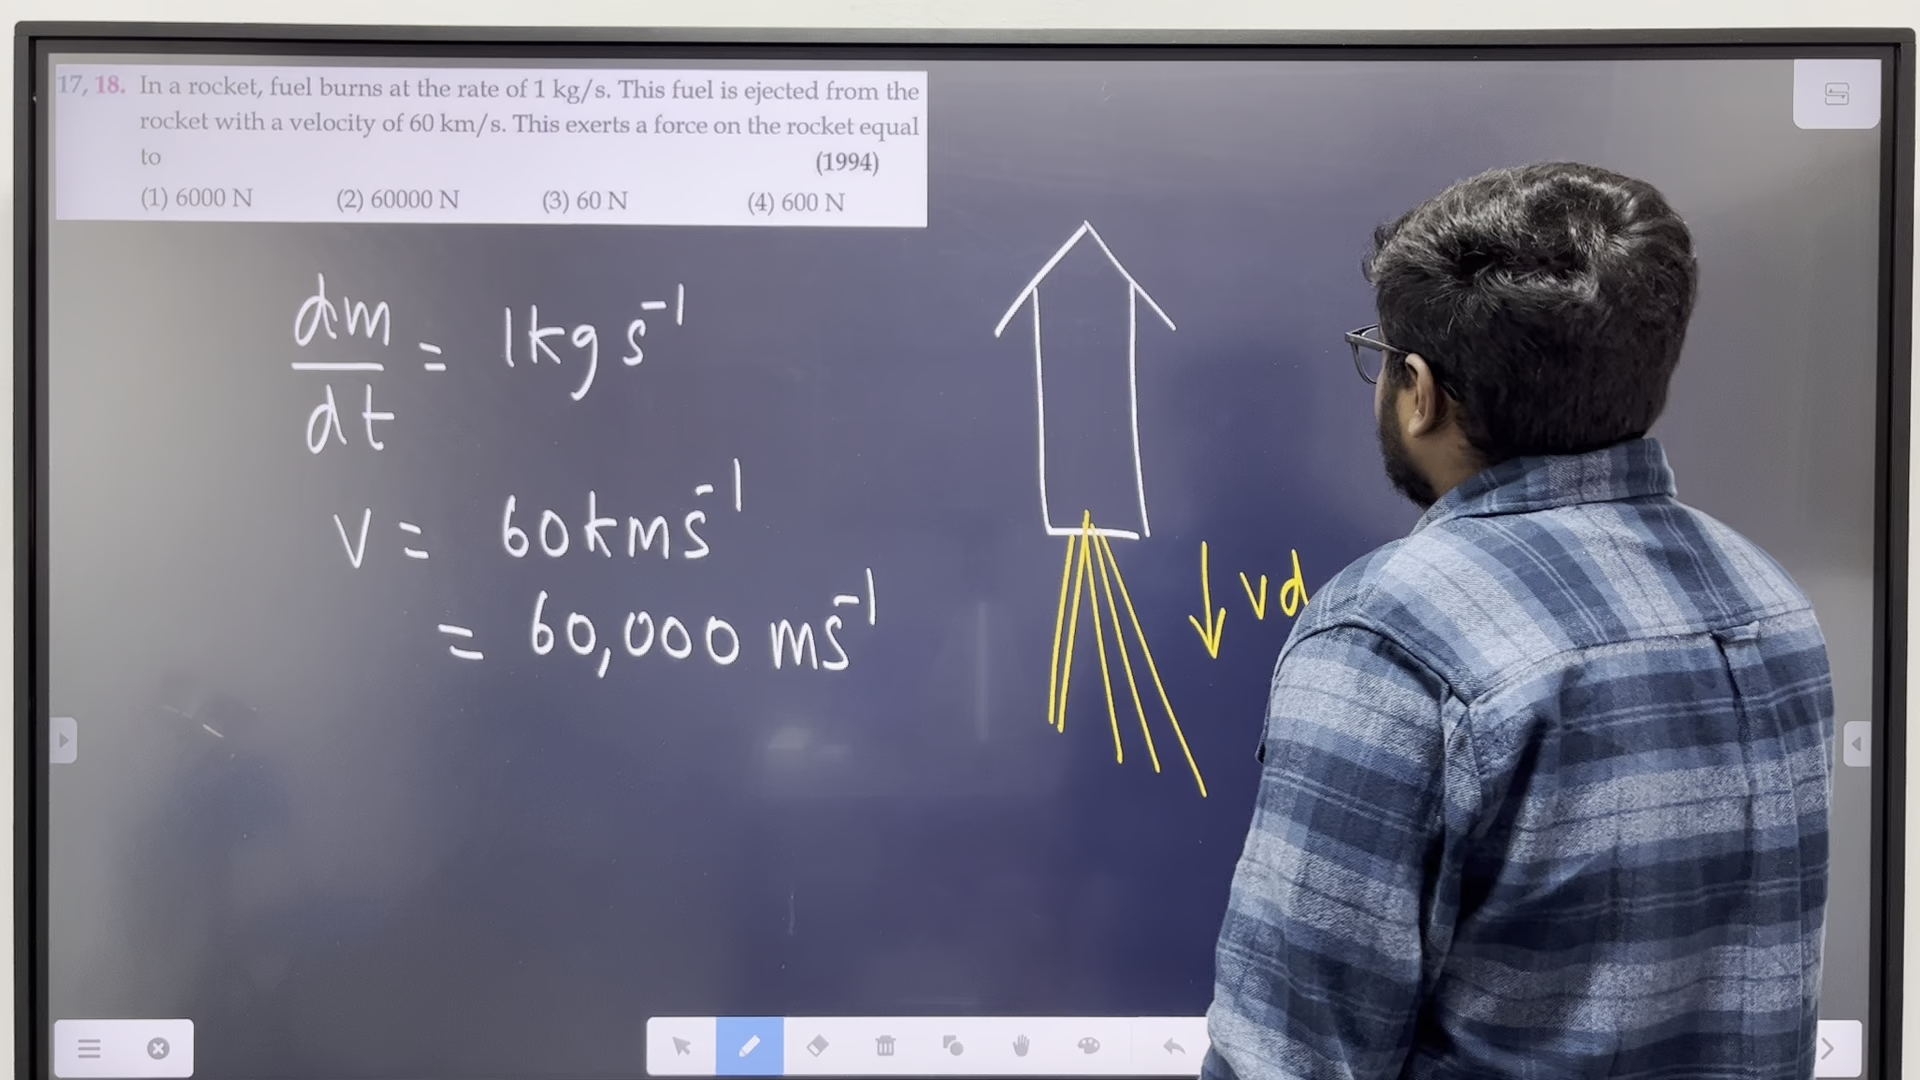 17, 18. In a rocket, fuel burns at the rate of 1 kg/s. This fuel is ejected from the
rocket with a velocity of 60 km/s. This exerts a force on the rocket equal
to (1994)
(1) 6000 N (2) 60000 N (3) 60 N (4) 600 N
dm/dt = 1kg s⁻¹
v = 60kms⁻¹
= 60,000 ms⁻¹
vd